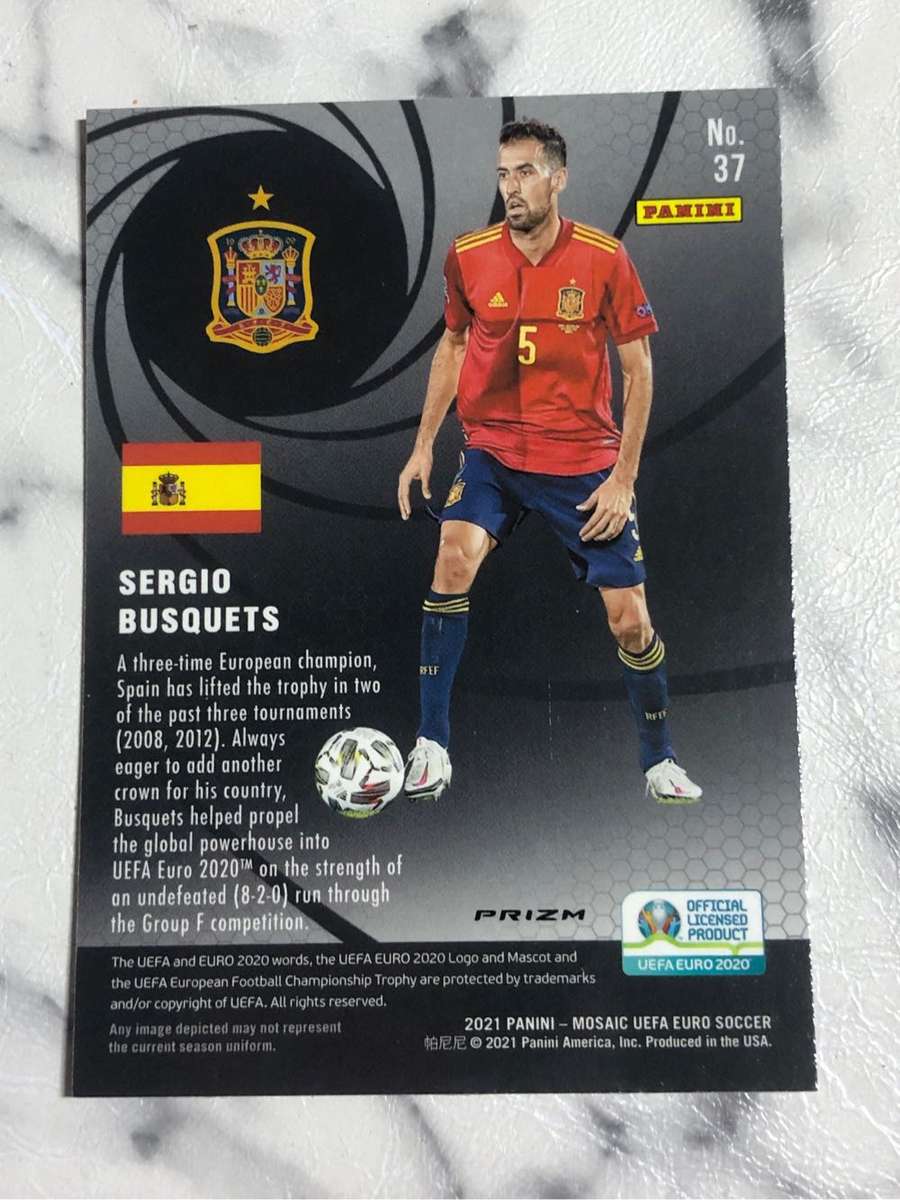 No.
37
PANINI
adidas
5
SERGIO
BUSQUETS
A three-time European champion,
Spain has lifted the trophy in two
of the past three tournaments
(2008, 2012). Always
eager to add another
crown for his country,
Busquets helped propel
the global powerhouse into
UEFA Euro 2020™ on the strength of
an undefeated (8-2-0) run through
the Group F competition.
RFEF
RFEF
5
PRIZM
OFFICIAL
LICENSED
PRODUCT
UEFA EURO 2020
The UEFA and EURO 2020 words, the UEFA EURO 2020 Logo and Mascot and
the UEFA European Football Championship Trophy are protected by trademarks
and/or copyright of UEFA. All rights reserved.
Any image depicted may not represent
the current season uniform.
2021 PANINI – MOSAIC UEFA EURO SOCCER
帕尼尼 © 2021 Panini America, Inc. Produced in the USA.